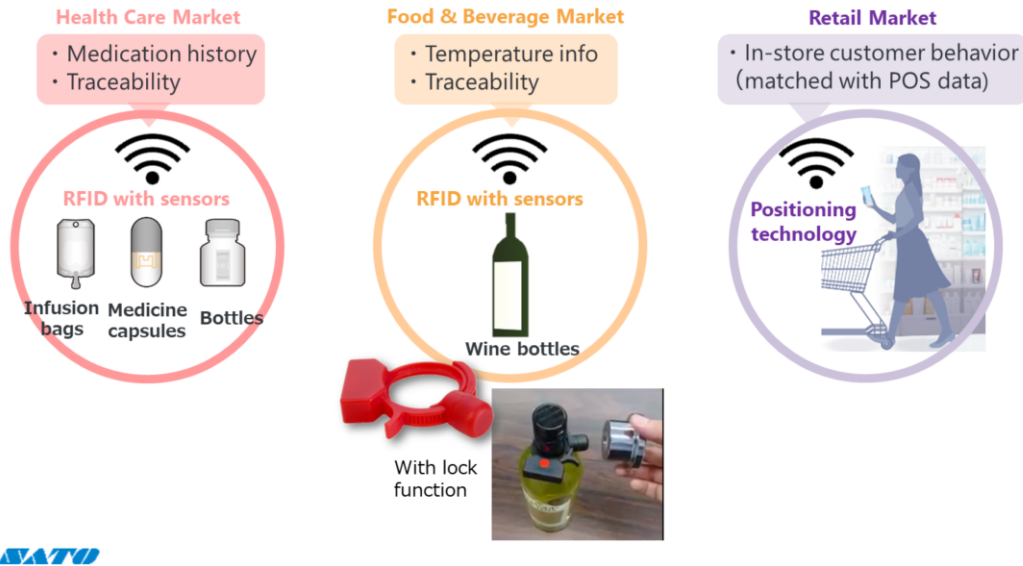 Health Care Market
・Medication history
・Traceability
RFID with sensors
Infusion
bags
Medicine
capsules
Bottles
Food & Beverage Market
・Temperature info
・Traceability
RFID with sensors
Wine bottles
With lock
function
Retail Market
・In-store customer behavior
(matched with POS data)
Positioning
technology
SATO